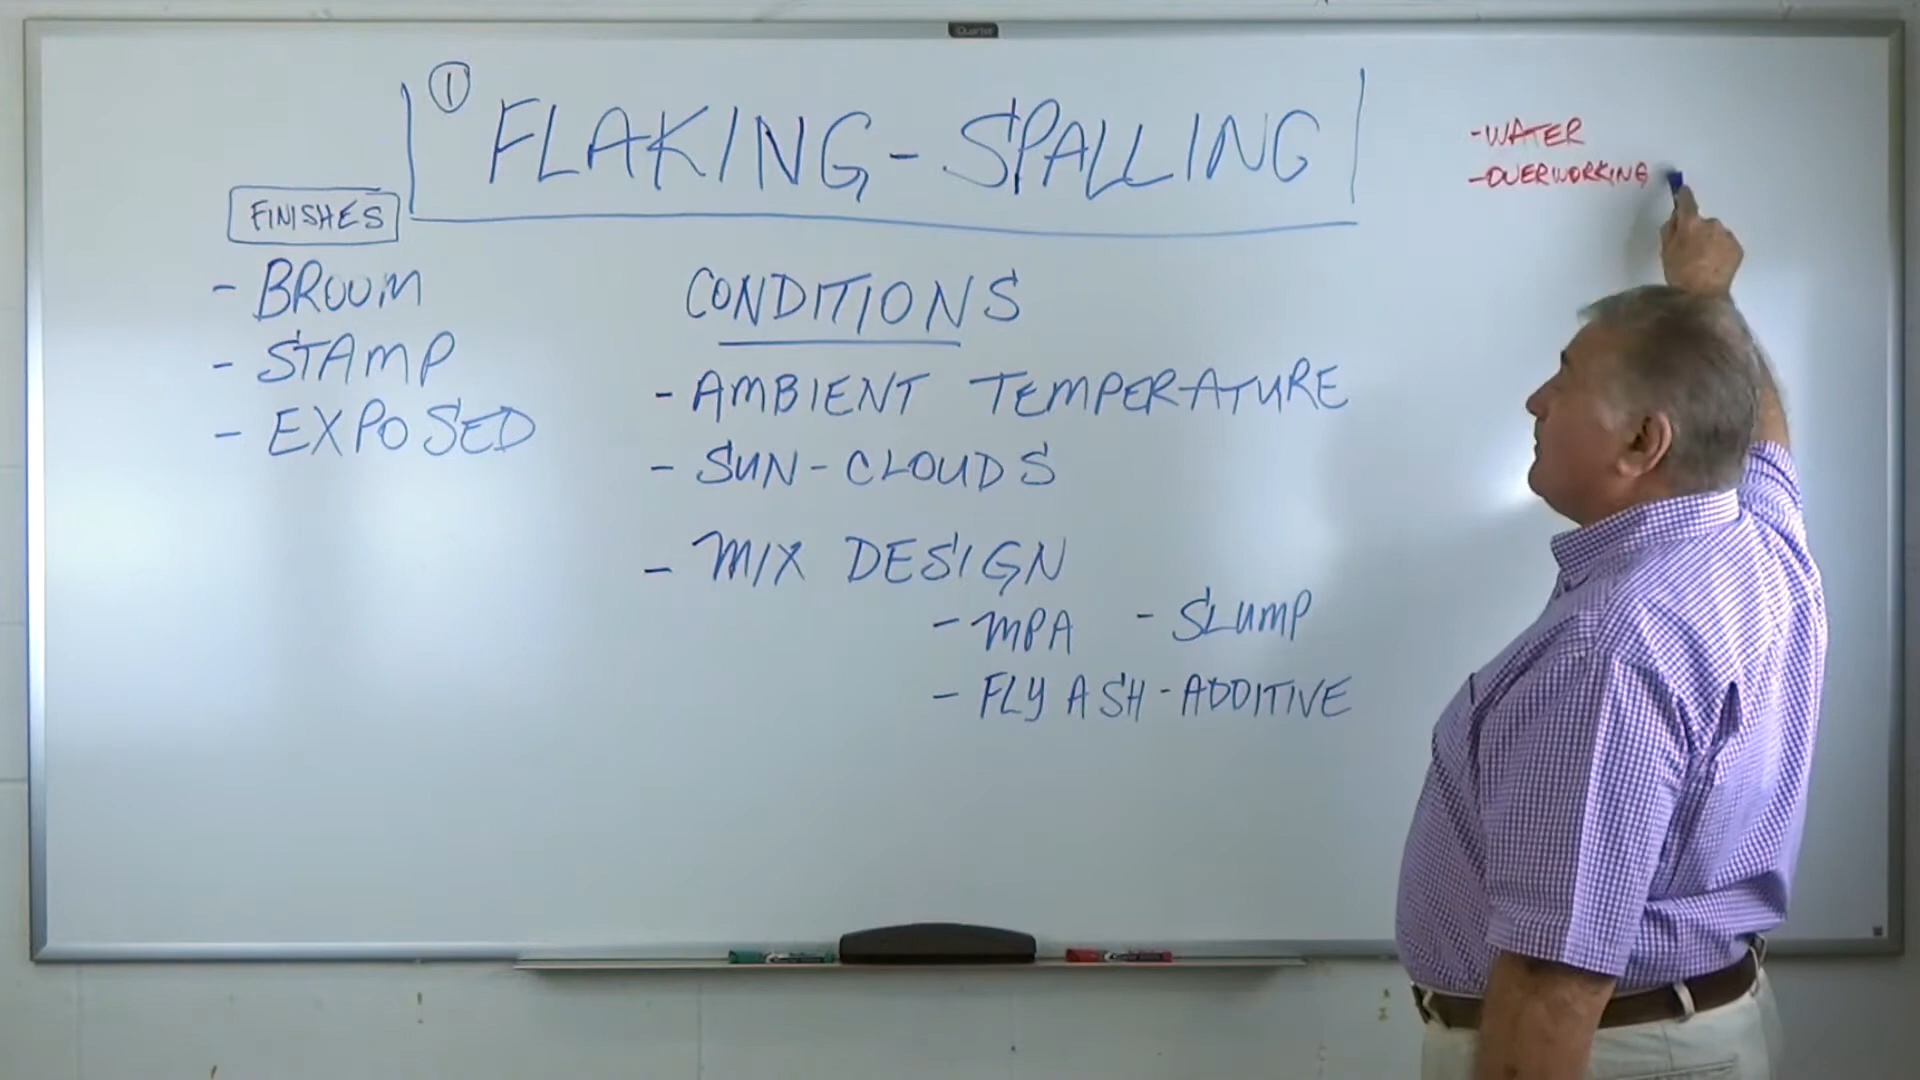 Quartet
① FLAKING - SPALLING
- WATER
- OVERWORKING
FINISHES
- BROOM
- STAMP
- EXPOSED
CONDITIONS
- AMBIENT TEMPERATURE
- SUN - CLOUDS
- MIX DESIGN
- MPA - SLUMP
- FLY ASH - ADDITIVE